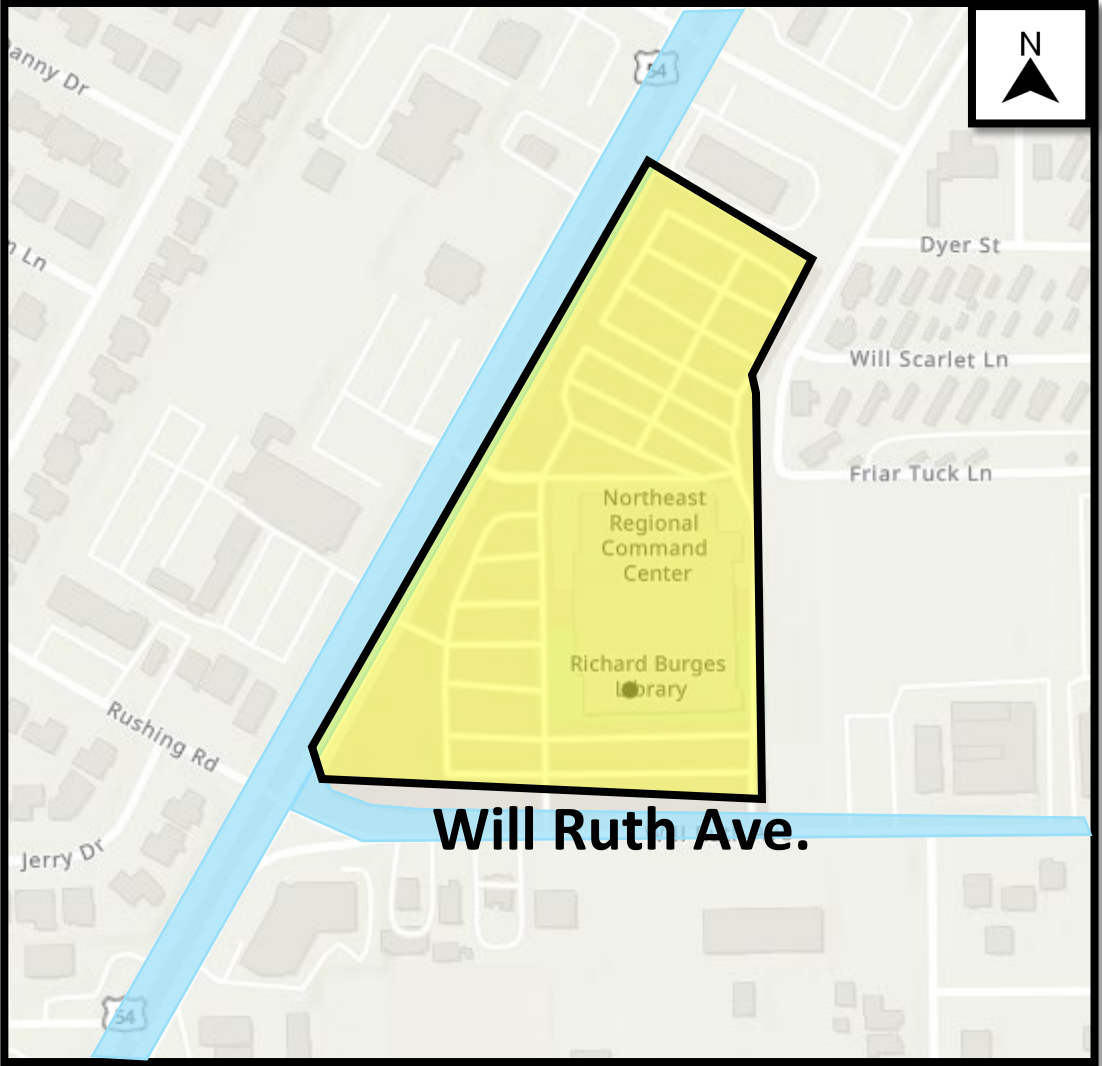 N
54
anny Dr
Dyer St
n Ln
Will Scarlet Ln
Friar Tuck Ln
Northeast
Regional
Command
Center
Richard Burges
Library
Rushing Rd
Will Ruth Ave.
Jerry Dr
54